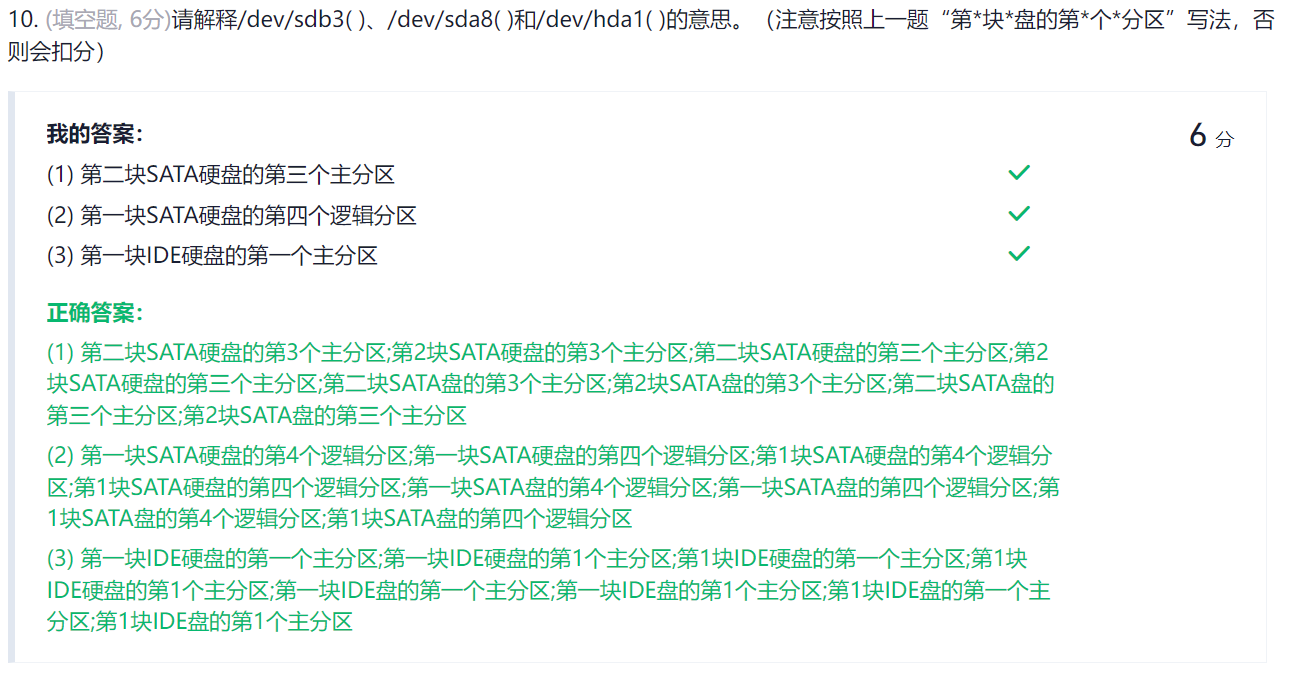 10. (填空题, 6分)请解释/dev/sdb3( )、/dev/sda8( )和/dev/hda1( )的意思。（注意按照上一题“第*块*盘的第*个*分区”写法，否
则会扣分）
我的答案：
6 分
(1) 第二块SATA硬盘的第三个主分区
(2) 第一块SATA硬盘的第四个逻辑分区
(3) 第一块IDE硬盘的第一个主分区
正确答案：
(1) 第二块SATA硬盘的第3个主分区;第2块SATA硬盘的第3个主分区;第二块SATA硬盘的第三个主分区;第2
块SATA硬盘的第三个主分区;第二块SATA盘的第3个主分区;第2块SATA盘的第3个主分区;第二块SATA盘的
第三个主分区;第2块SATA盘的第三个主分区
(2) 第一块SATA硬盘的第4个逻辑分区;第一块SATA硬盘的第四个逻辑分区;第1块SATA硬盘的第4个逻辑分
区;第1块SATA硬盘的第四个逻辑分区;第一块SATA盘的第4个逻辑分区;第一块SATA盘的第四个逻辑分区;第
1块SATA盘的第4个逻辑分区;第1块SATA盘的第四个逻辑分区
(3) 第一块IDE硬盘的第一个主分区;第一块IDE硬盘的第1个主分区;第1块IDE硬盘的第一个主分区;第1块
IDE硬盘的第1个主分区;第一块IDE盘的第一个主分区;第一块IDE盘的第1个主分区;第1块IDE盘的第一个主
分区;第1块IDE盘的第1个主分区